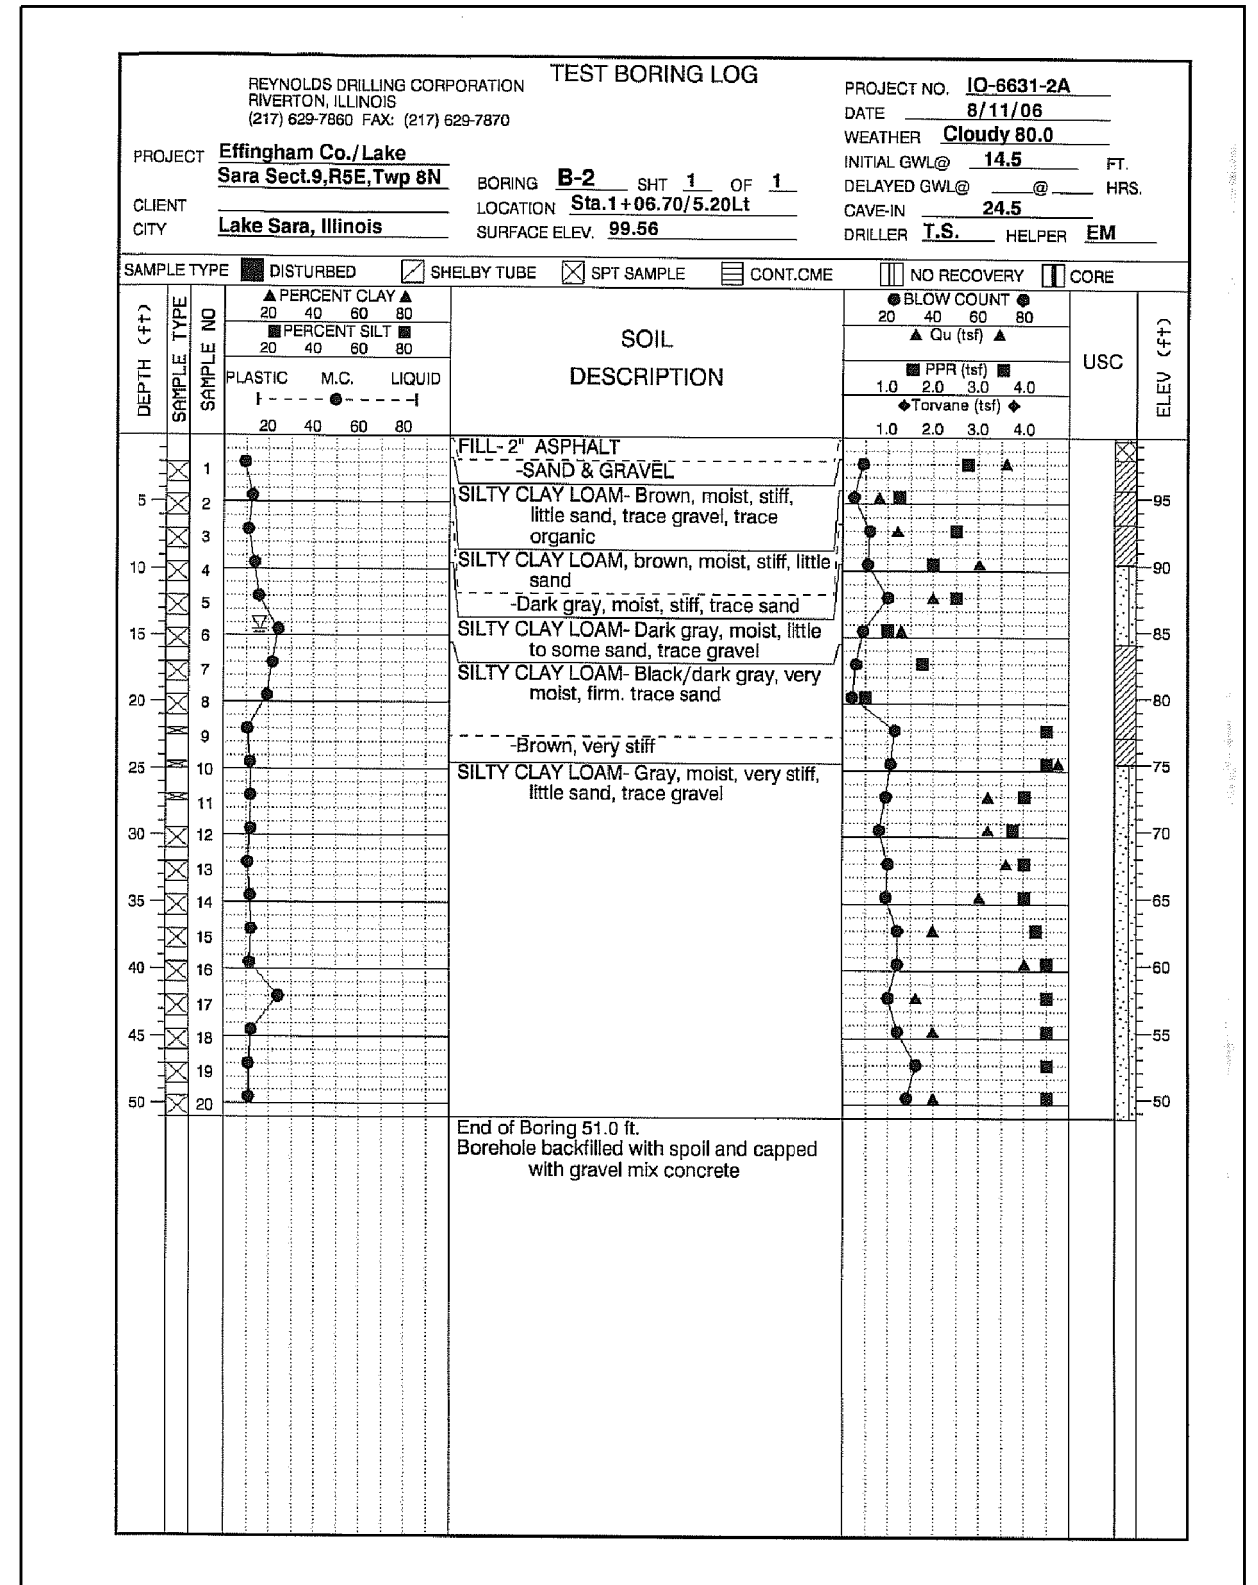 TEST BORING LOG
REYNOLDS DRILLING CORPORATION
RIVERTON, ILLINOIS
(217) 629-7860 FAX: (217) 629-7870
PROJECT Effingham Co./Lake
Sara Sect.9,R5E,Twp 8N
CLIENT
CITY Lake Sara, Illinois
BORING B-2 SHT 1 OF 1
LOCATION Sta.1+06.70/5.20Lt
SURFACE ELEV. 99.56
PROJECT NO. IO-6631-2A
DATE 8/11/06
WEATHER Cloudy 80.0
INITIAL GWL@ 14.5 FT.
DELAYED GWL@ @ HRS.
CAVE-IN 24.5
DRILLER T.S. HELPER EM
SAMPLE TYPE DISTURBED SHELBY TUBE SPT SAMPLE CONT.CME NO RECOVERY CORE
DEPTH (ft)
SAMPLE TYPE
SAMPLE NO
▲ PERCENT CLAY ▲
20 40 60 80
■ PERCENT SILT ■
20 40 60 80
PLASTIC M.C. LIQUID
20 40 60 80
SOIL
DESCRIPTION
● BLOW COUNT ●
20 40 60 80
▲ Qu (tsf) ▲
■ PPR (tsf) ■
1.0 2.0 3.0 4.0
◆Torvane (tsf) ◆
1.0 2.0 3.0 4.0
USC
ELEV (ft)
FILL- 2" ASPHALT
-SAND & GRAVEL
SILTY CLAY LOAM- Brown, moist, stiff,
little sand, trace gravel, trace
organic
SILTY CLAY LOAM, brown, moist, stiff, little
sand
-Dark gray, moist, stiff, trace sand
SILTY CLAY LOAM- Dark gray, moist, little
to some sand, trace gravel
SILTY CLAY LOAM- Black/dark gray, very
moist, firm. trace sand
-Brown, very stiff
SILTY CLAY LOAM- Gray, moist, very stiff,
little sand, trace gravel
End of Boring 51.0 ft.
Borehole backfilled with spoil and capped
with gravel mix concrete
5
10
15
20
25
30
35
40
45
50
1
2
3
4
5
6
7
8
9
10
11
12
13
14
15
16
17
18
19
20
95
90
85
80
75
70
65
60
55
50